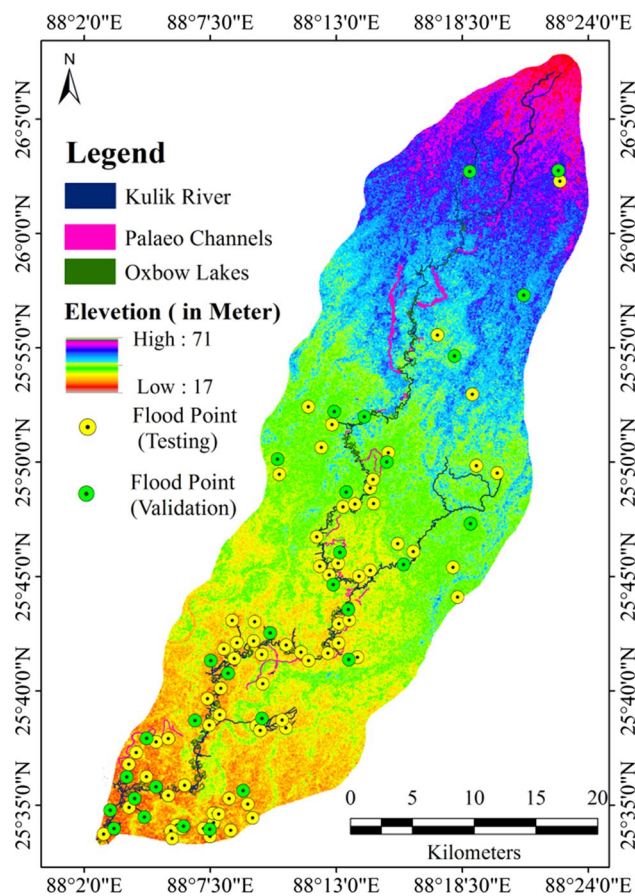 88°2'0"E 88°7'30"E 88°13'0"E 88°18'30"E 88°24'0"E
N
26°5'0"N 26°5'0"N
Legend
Kulik River
Palaeo Channels
26°0'0"N 26°0'0"N
Oxbow Lakes
Elevetion ( in Meter)
High : 71
25°55'0"N 25°55'0"N
Low : 17
Flood Point
(Testing)
25°50'0"N 25°50'0"N
Flood Point
(Validation)
25°45'0"N 25°45'0"N
25°40'0"N 25°40'0"N
25°35'0"N 25°35'0"N
0 5 10 15 20
Kilometers
88°2'0"E 88°7'30"E 88°13'0"E 88°18'30"E 88°24'0"E